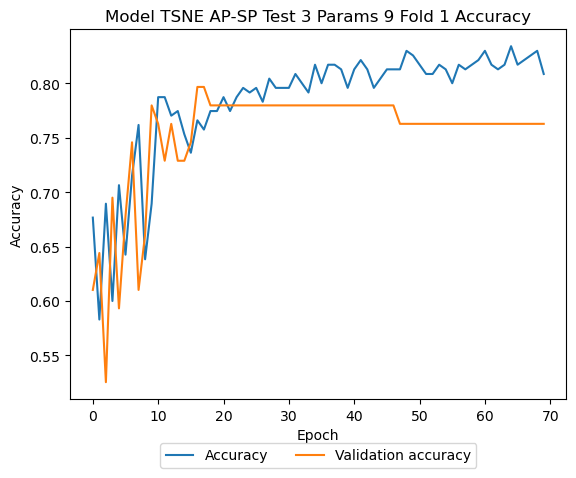 Model TSNE AP-SP Test 3 Params 9 Fold 1 Accuracy
0.80
0.75
0.70
0.65
0.60
0.55
Accuracy
0 10 20 30 40 50 60 70
Epoch
Accuracy Validation accuracy